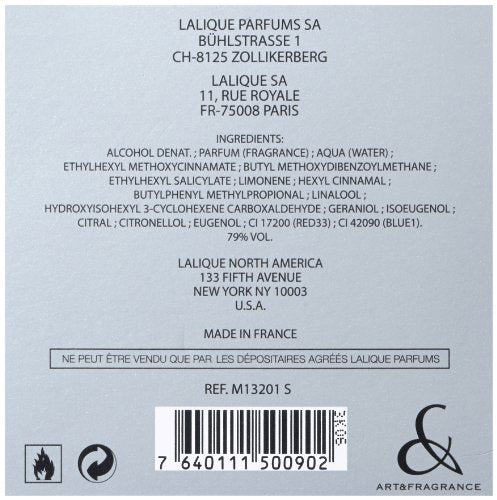 LALIQUE PARFUMS SA
BÜHLSTRASSE 1
CH-8125 ZOLLIKERBERG
LALIQUE SA
11, RUE ROYALE
FR-75008 PARIS
INGREDIENTS:
ALCOHOL DENAT. ; PARFUM (FRAGRANCE) ; AQUA (WATER) ;
ETHYLHEXYL METHOXYCINNAMATE ; BUTYL METHOXYDIBENZOYLMETHANE ;
ETHYLHEXYL SALICYLATE ; LIMONENE ; HEXYL CINNAMAL ;
BUTYLPHENYL METHYLPROPIONAL ; LINALOOL ;
HYDROXYISOHEXYL 3-CYCLOHEXENE CARBOXALDEHYDE ; GERANIOL ; ISOEUGENOL ;
CITRAL ; CITRONELLOL ; EUGENOL ; CI 17200 (RED33) ; CI 42090 (BLUE1).
79% VOL.
LALIQUE NORTH AMERICA
133 FIFTH AVENUE
NEW YORK NY 10003
U.S.A.
MADE IN FRANCE
NE PEUT ÊTRE VENDU QUE PAR LES DÉPOSITAIRES AGRÉÉS LALIQUE PARFUMS
REF. M13201 S
3K06
7 640111 500902
&
ART&FRAGRANCE